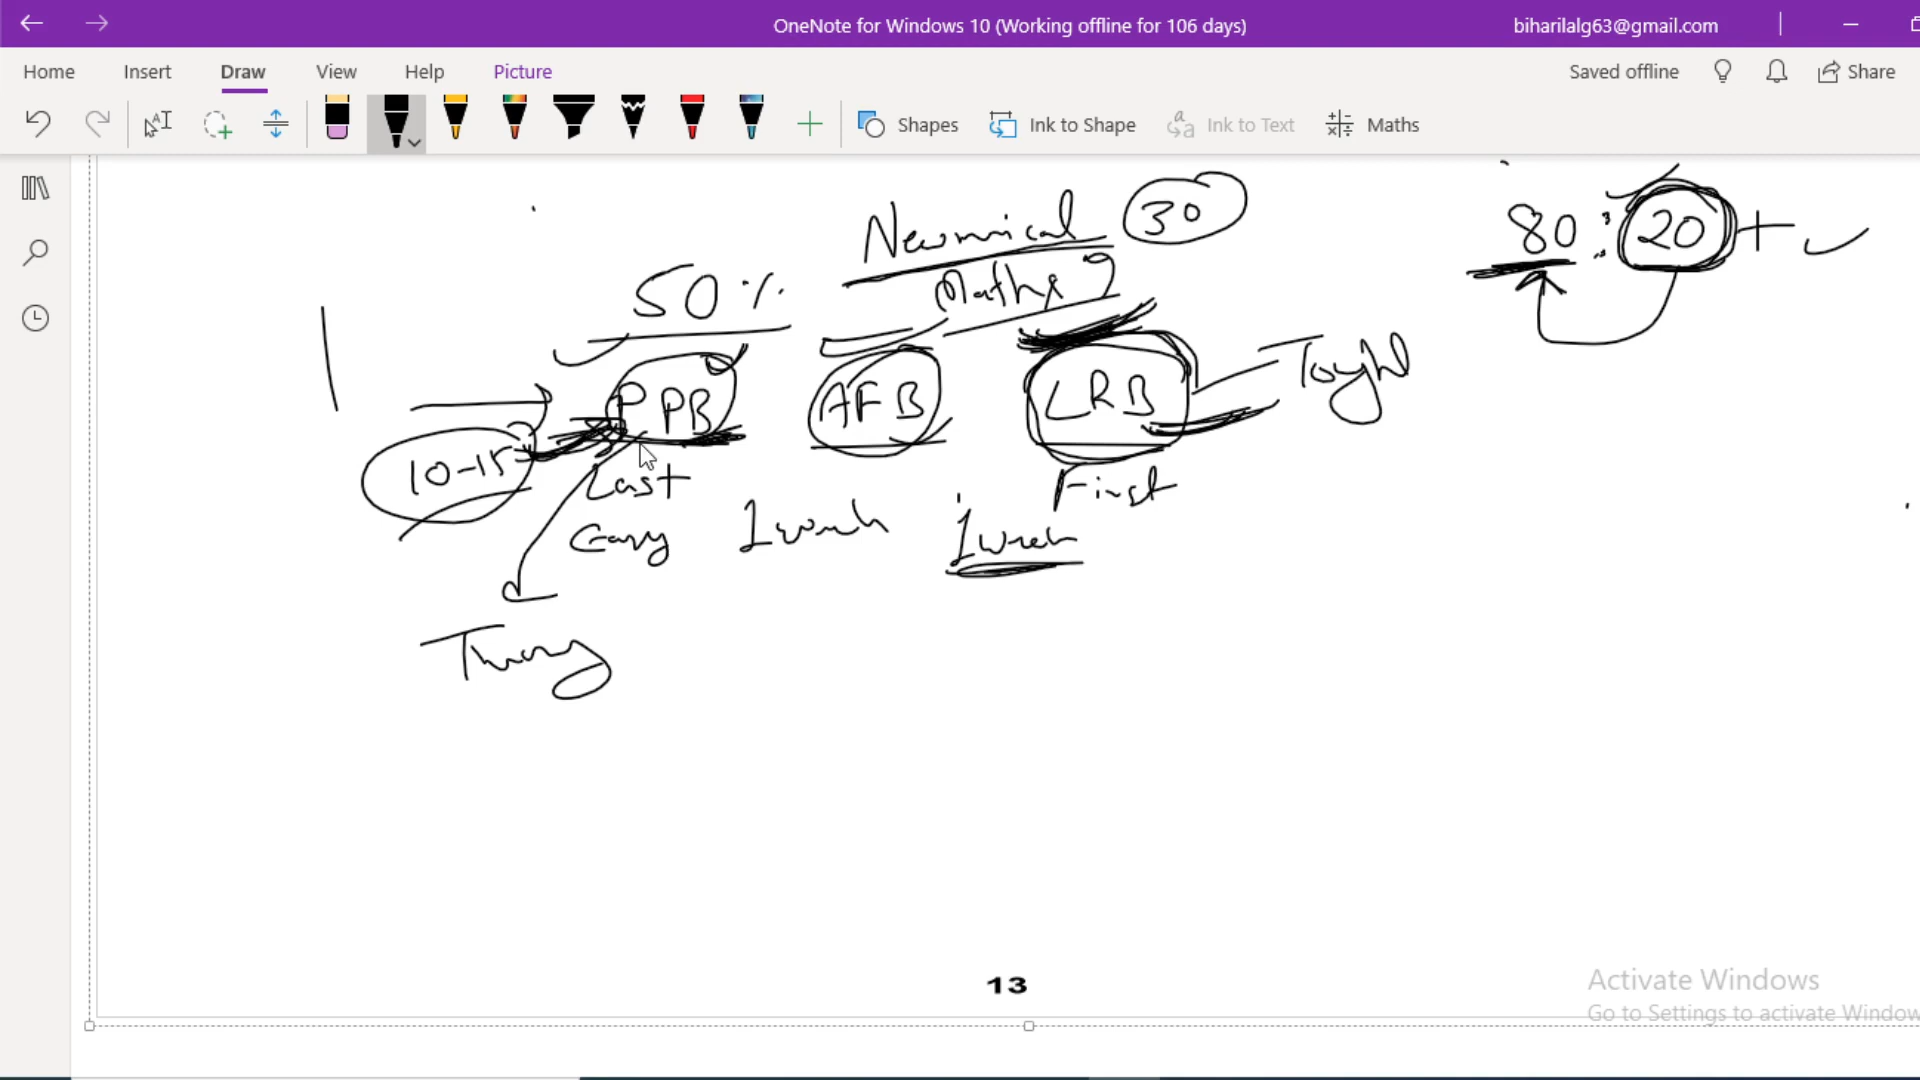 OneNote for Windows 10 (Working offline for 106 days)
biharilalg63@gmail.com
Home Insert Draw View Help Picture
Saved offline
Share
Shapes
Ink to Shape
Ink to Text
Maths
Neumrical 30
80 : 20 +
50 %
Maths
PPB AFB LRB Tough
10-15
Last First
Easy 1 week 1 week
Theory
13
Activate Windows
Go to Settings to activate Window